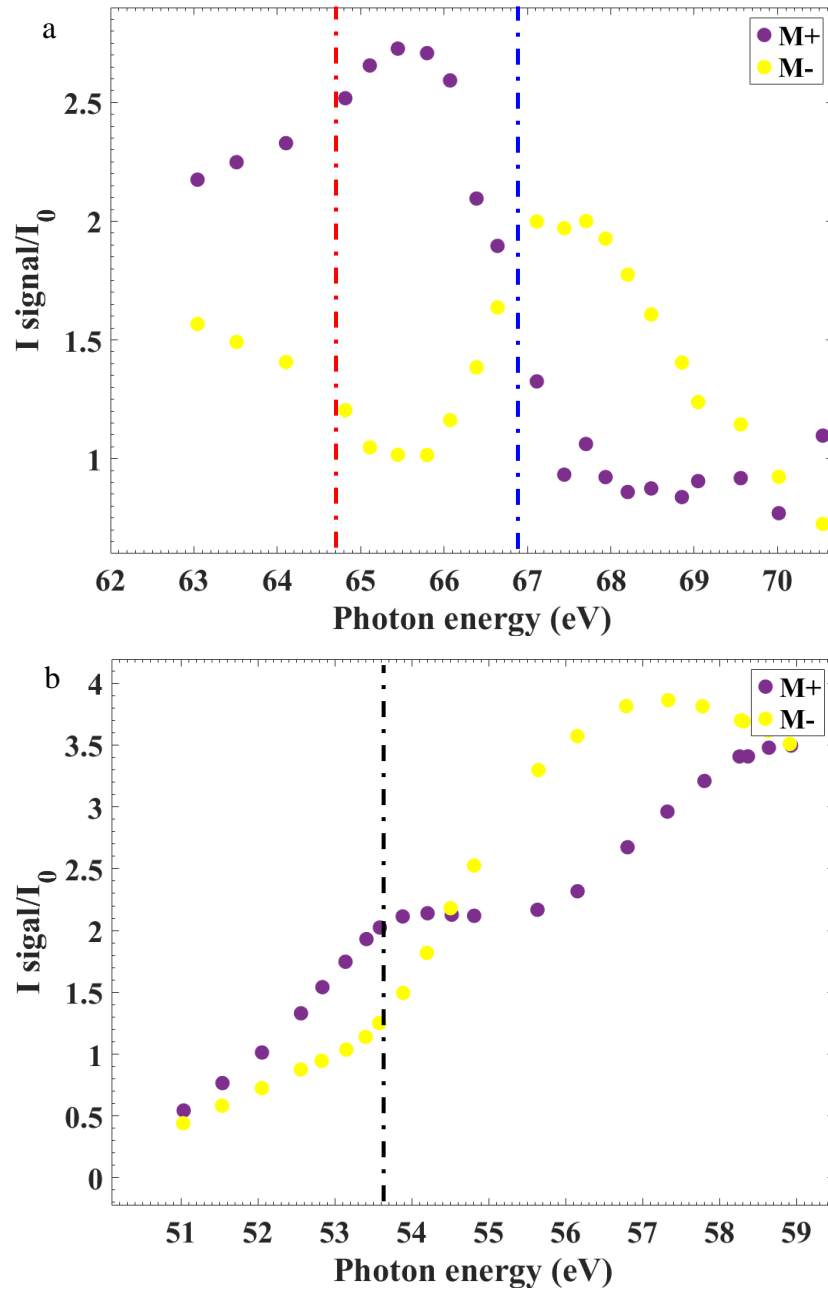 a
M+
M-
2.5
2
1.5
1
I signal/I0
62 63 64 65 66 67 68 69 70
Photon energy (eV)
b
M+
M-
4
3.5
3
2.5
2
1.5
1
0.5
0
I sigal/I0
51 52 53 54 55 56 57 58 59
Photon energy (eV)